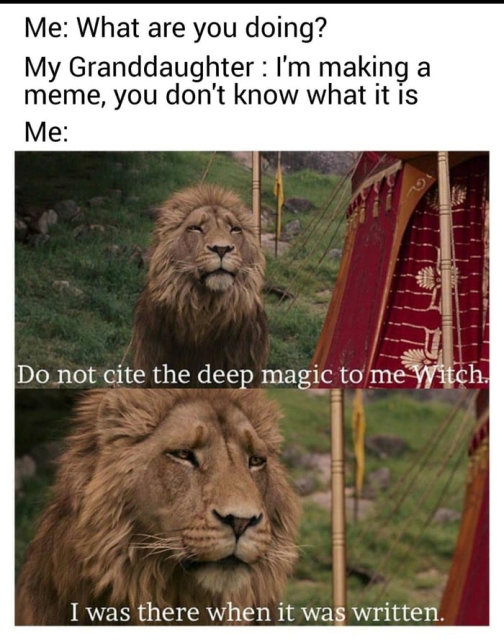 Me: What are you doing?
My Granddaughter : I'm making a
meme, you don't know what it is
Me:
Do not cite the deep magic to me Witch.
I was there when it was written.